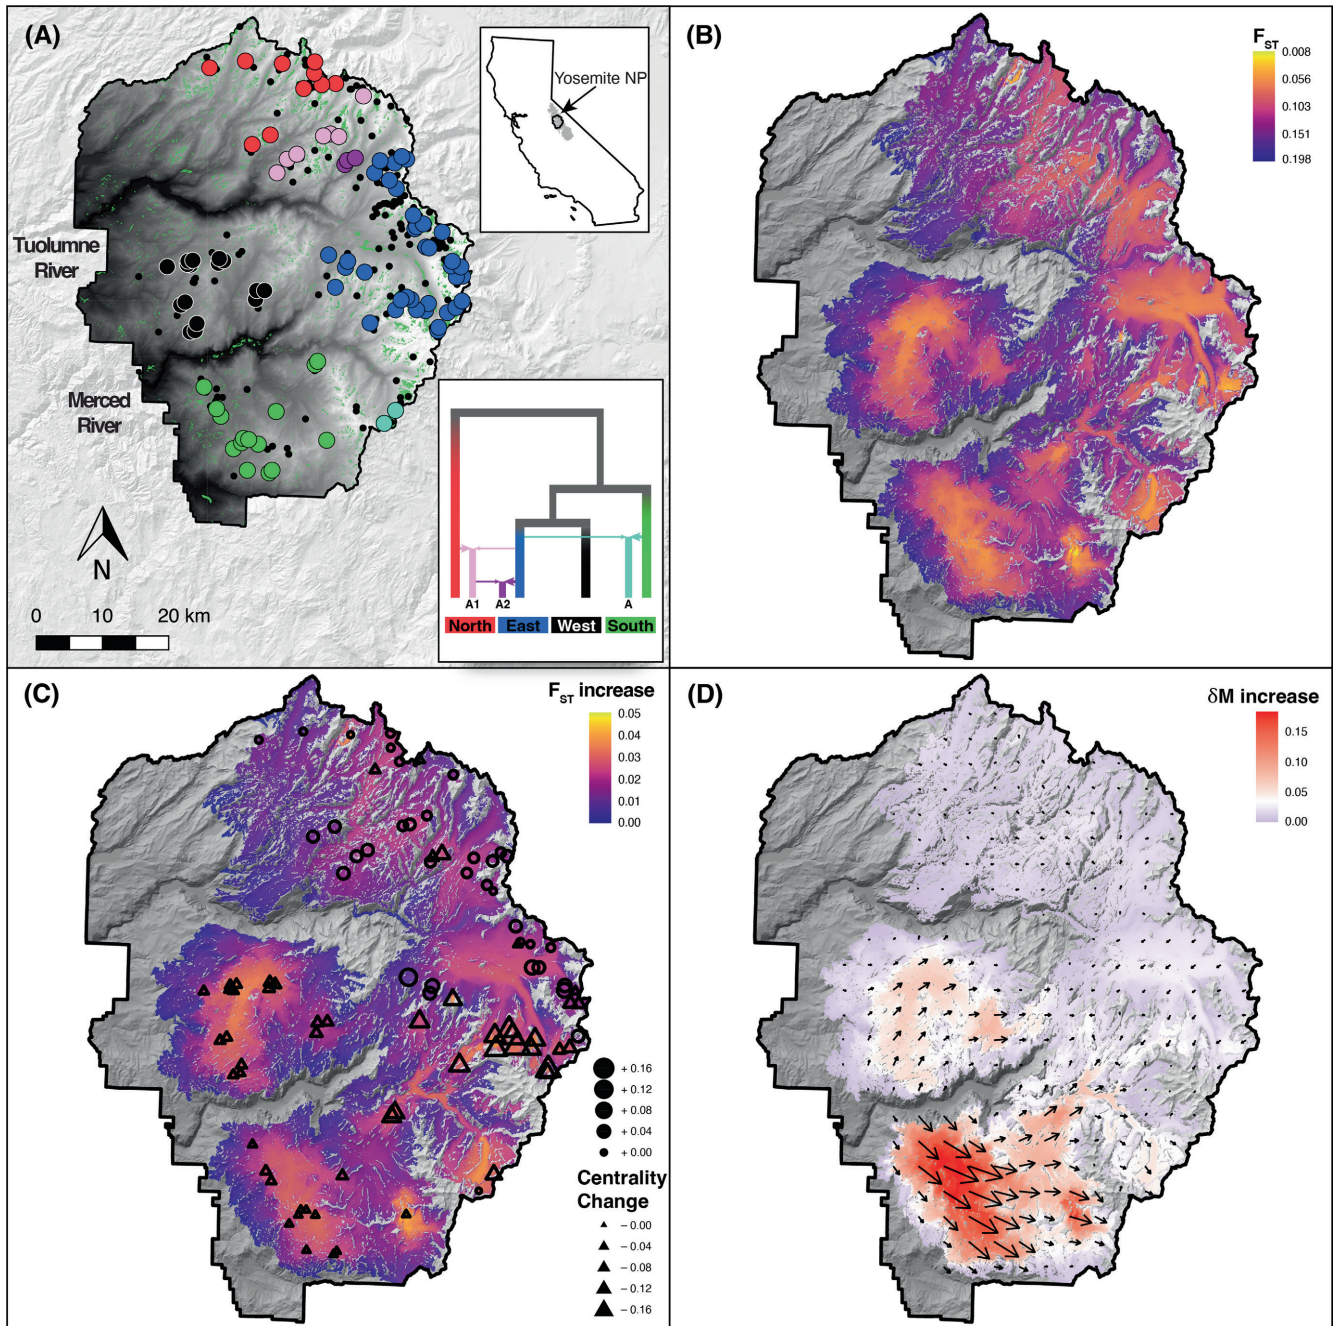 (A)
Yosemite NP
Tuolumne
River
Merced
River
N
0 10 20 km
A1 A2 A
North East West South
(B)
F_ST
0.008
0.056
0.103
0.151
0.198
(C)
F_ST increase
0.05
0.04
0.03
0.02
0.01
0.00
+ 0.16
+ 0.12
+ 0.08
+ 0.04
+ 0.00
Centrality
Change
− 0.00
− 0.04
− 0.08
− 0.12
− 0.16
(D)
δM increase
0.15
0.10
0.05
0.00